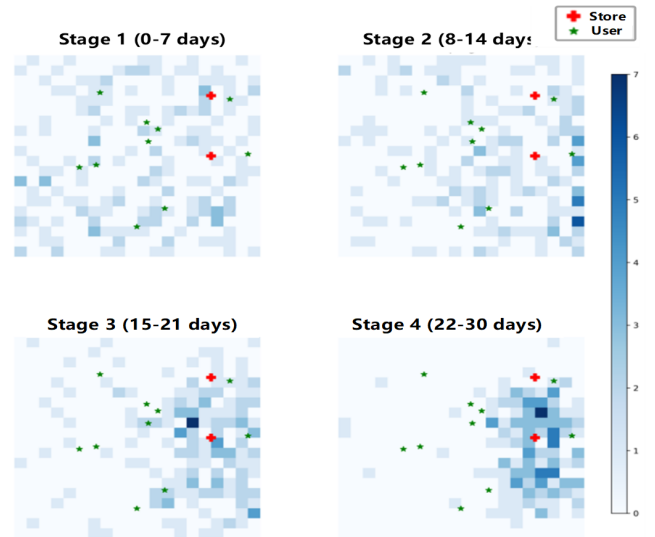 Store
User
Stage 1 (0-7 days)
Stage 2 (8-14 days
7
6
5
4
3
2
1
0
Stage 3 (15-21 days)
Stage 4 (22-30 days)